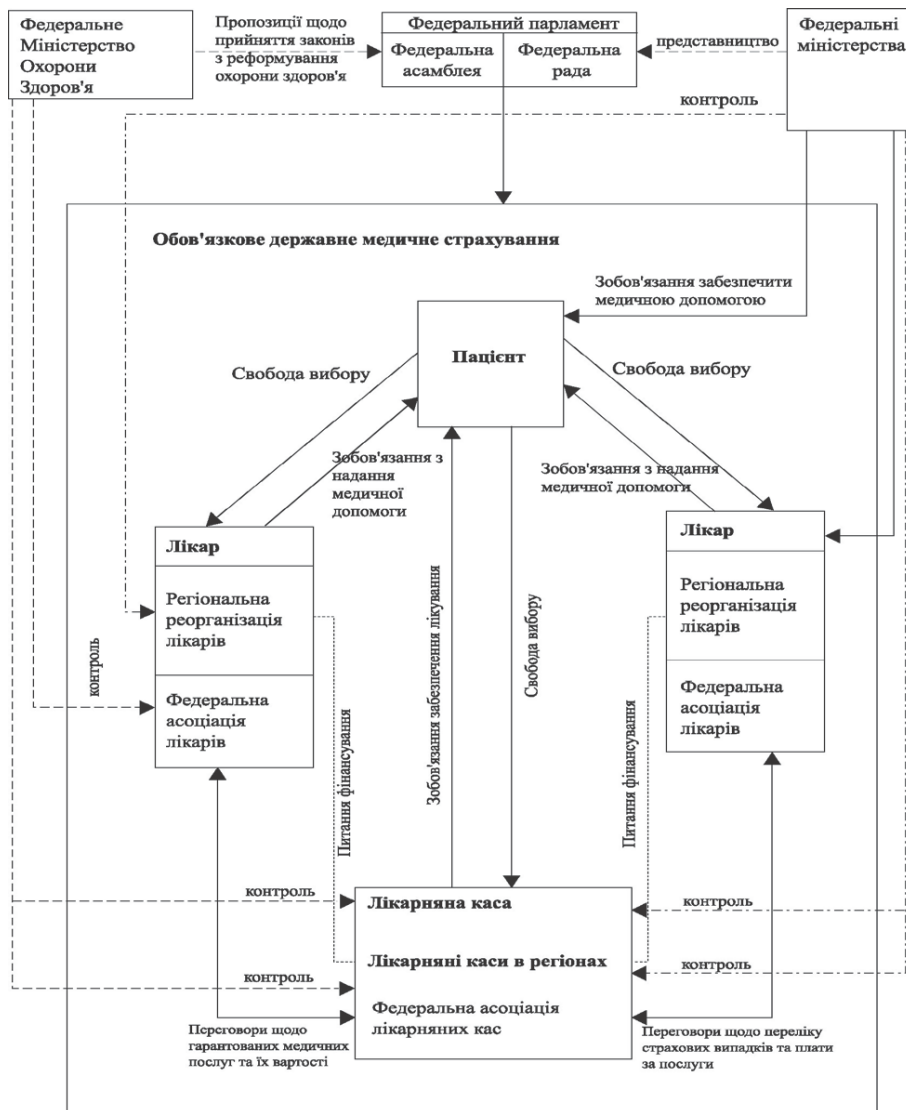 Федеральне
Міністерство
Охорони
Здоров'я
Пропозиції щодо
прийняття законів
з реформування
охорони здоров'я
Федеральний парламент
Федеральна
асамблея
Федеральна
рада
представництво
Федеральні
міністерства
контроль
Обов'язкове державне медичне страхування
Зобов'язання забезпечити
медичною допомогою
Пацієнт
Свобода вибору
Свобода вибору
Зобов'язання з
надання
медичної
допомоги
Зобов'язання з надання
медичної допомоги
Лікар
Регіональна
реорганізація
лікарів
Федеральна
асоціація
лікарів
Лікар
Регіональна
реорганізація
лікарів
Федеральна
асоціація
лікарів
контроль
Питання фінансування
Зобов'язання забезпечення лікування
Свобода вибору
Питання фінансування
контроль
Лікарняна каса
контроль
Лікарняні каси в регіонах
контроль
контроль
Федеральна асоціація
лікарняних кас
Переговори щодо
гарантованих медичних
послуг та їх вартості
Переговори щодо переліку
страхових випадків та плати
за послуги